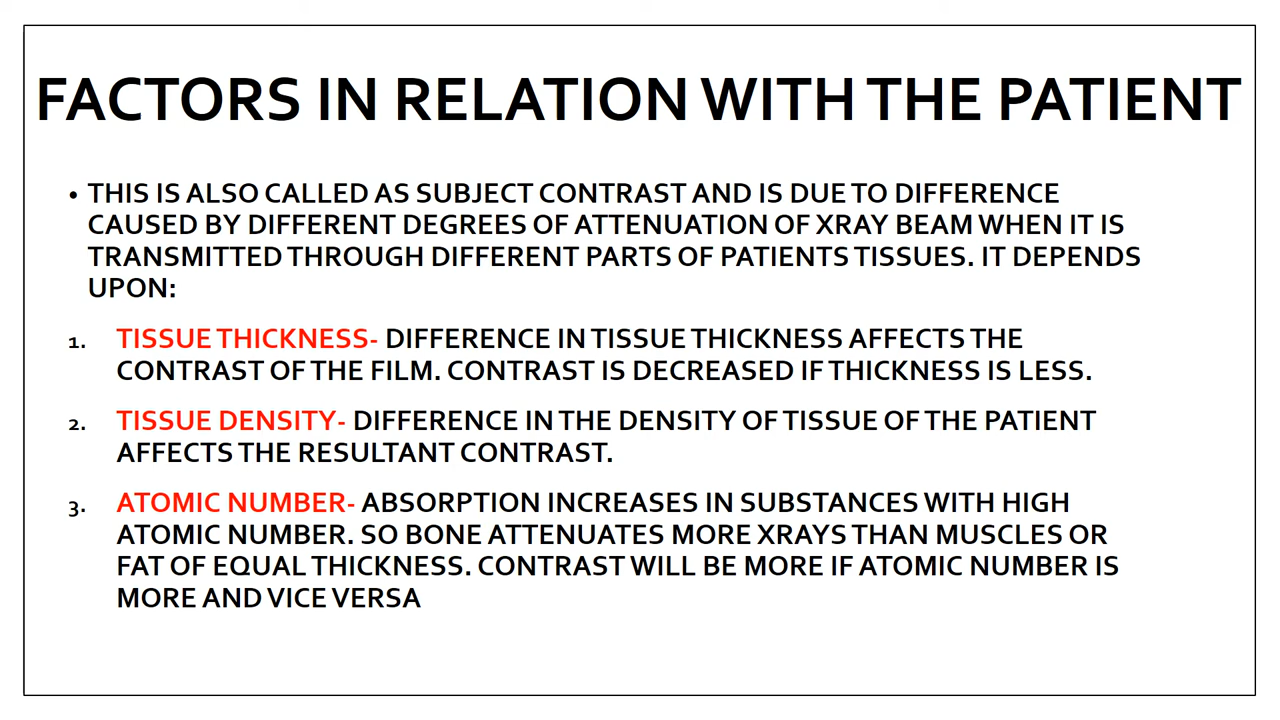 FACTORS IN RELATION WITH THE PATIENT
• THIS IS ALSO CALLED AS SUBJECT CONTRAST AND IS DUE TO DIFFERENCE
CAUSED BY DIFFERENT DEGREES OF ATTENUATION OF XRAY BEAM WHEN IT IS
TRANSMITTED THROUGH DIFFERENT PARTS OF PATIENTS TISSUES. IT DEPENDS
UPON:
1. TISSUE THICKNESS- DIFFERENCE IN TISSUE THICKNESS AFFECTS THE
CONTRAST OF THE FILM. CONTRAST IS DECREASED IF THICKNESS IS LESS.
2. TISSUE DENSITY- DIFFERENCE IN THE DENSITY OF TISSUE OF THE PATIENT
AFFECTS THE RESULTANT CONTRAST.
3. ATOMIC NUMBER- ABSORPTION INCREASES IN SUBSTANCES WITH HIGH
ATOMIC NUMBER. SO BONE ATTENUATES MORE XRAYS THAN MUSCLES OR
FAT OF EQUAL THICKNESS. CONTRAST WILL BE MORE IF ATOMIC NUMBER IS
MORE AND VICE VERSA